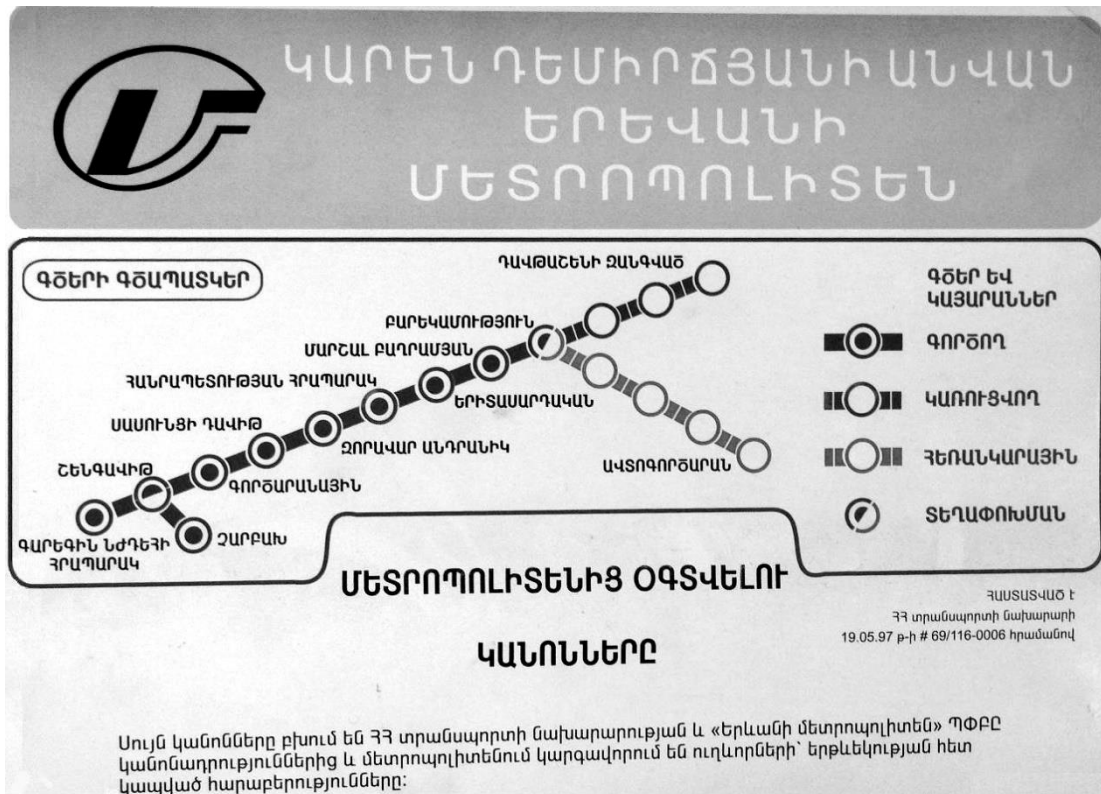 ԿԱՐԵՆ ԴԵՄԻՐՃՅԱՆԻ ԱՆՎԱՆ
ԵՐԵՎԱՆԻ
ՄԵՏՐՈՊՈԼԻՏԵՆ
ԳԾԵՐԻ ԳԾԱՊԱՏԿԵՐ
ԴԱՎԹԱՇԵՆԻ ԶԱՆԳՎԱԾ
ԲԱՐԵԿԱՄՈՒԹՅՈՒՆ
ՄԱՐՇԱԼ ԲԱՂՐԱՄՅԱՆ
ՀԱՆՐԱՊԵՏՈՒԹՅԱՆ ՀՐԱՊԱՐԱԿ
ԵՐԻՏԱՍԱՐԴԱԿԱՆ
ՍԱՍՈՒՆՑԻ ԴԱՎԻԹ
ԶՈՐԱՎԱՐ ԱՆԴՐԱՆԻԿ
ԱՎՏՈԳՈՐԾԱՐԱՆ
ՇԵՆԳԱՎԻԹ
ԳՈՐԾԱՐԱՆԱՅԻՆ
ԳԱՐԵԳԻՆ ՆԺԴԵՀԻ
ՀՐԱՊԱՐԱԿ
ՉԱՐԲԱԽ
ԳԾԵՐ ԵՎ
ԿԱՅԱՐԱՆՆԵՐ
ԳՈՐԾՈՂ
ԿԱՌՈՒՑՎՈՂ
ՀԵՌԱՆԿԱՐԱՅԻՆ
ՏԵՂԱՓՈԽՄԱՆ
ՄԵՏՐՈՊՈԼԻՏԵՆԻՑ ՕԳՏՎԵԼՈՒ
ԿԱՆՈՆՆԵՐԸ
ՀԱՍՏԱՏՎԱԾ է
ՀՀ տրանսպորտի նախարարի
19.05.97 թ-ի # 69/116-0006 հրամանով
Սույն կանոնները բխում են ՀՀ տրանսպորտի նախարարության և «Երևանի մետրոպոլիտեն» ՊՓԲԸ
կանոնադրություններից և մետրոպոլիտենում կարգավորում են ուղևորների՝ երթևեկության հետ
կապված հարաբերությունները: